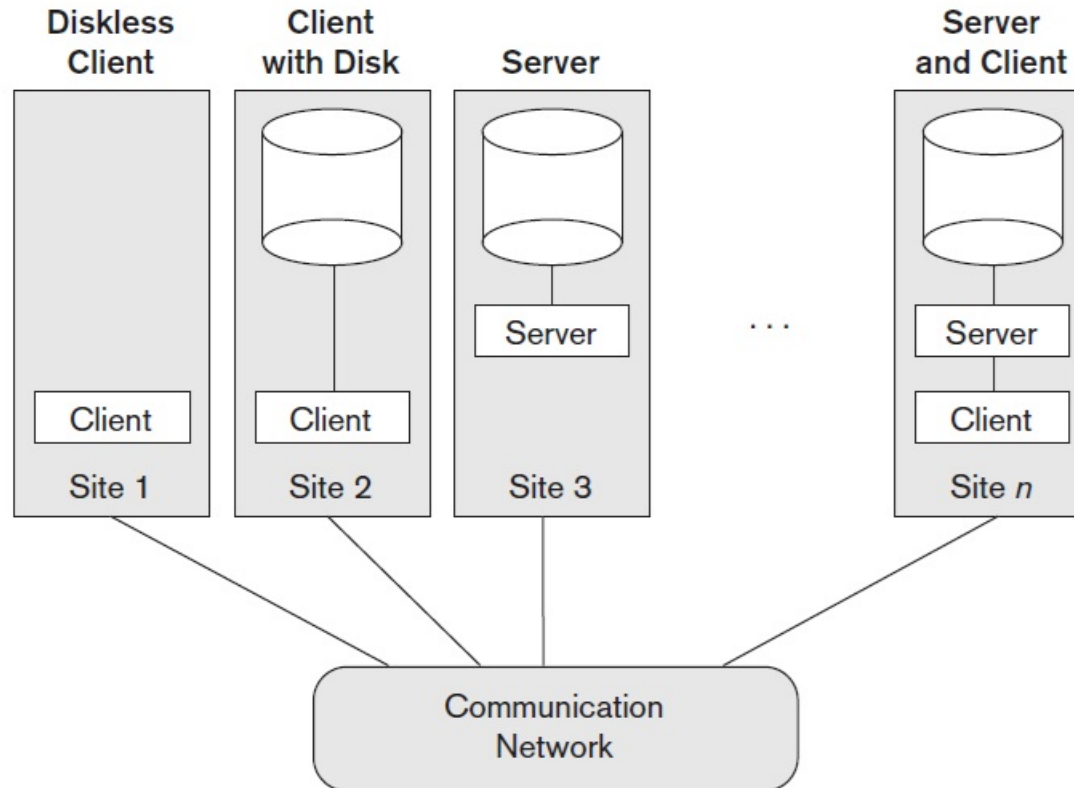 Diskless
Client
Client
with Disk
Server
Server
and Client
Client
Site 1
Client
Site 2
Server
Site 3
. . .
Server
Client
Site n
Communication
Network